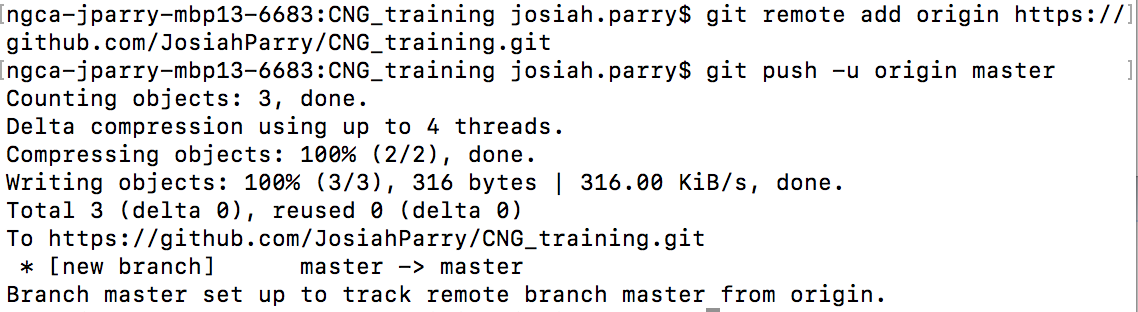 [ngca-jparry-mbp13-6683:CNG_training josiah.parry$ git remote add origin https://]
github.com/JosiahParry/CNG_training.git
[ngca-jparry-mbp13-6683:CNG_training josiah.parry$ git push -u origin master ]
Counting objects: 3, done.
Delta compression using up to 4 threads.
Compressing objects: 100% (2/2), done.
Writing objects: 100% (3/3), 316 bytes | 316.00 KiB/s, done.
Total 3 (delta 0), reused 0 (delta 0)
To https://github.com/JosiahParry/CNG_training.git
 * [new branch]      master -> master
Branch master set up to track remote branch master from origin.